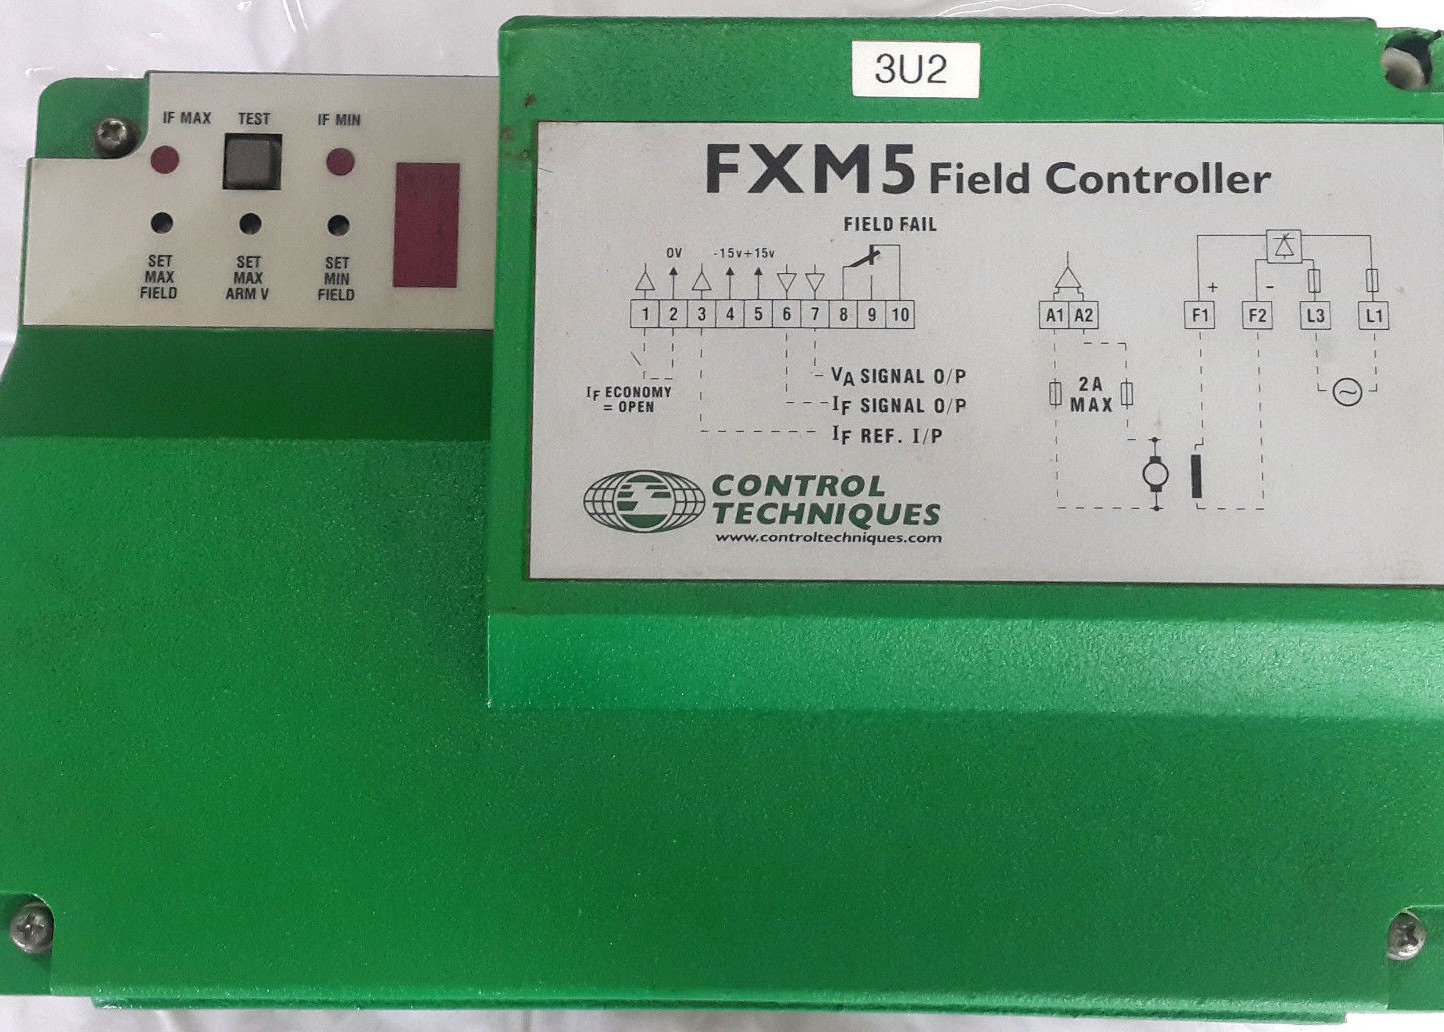 3U2
IF MAX TEST IF MIN
SET MAX FIELD
SET MAX ARM V
SET MIN FIELD
FXM5 Field Controller
FIELD FAIL
0V -15v+15v
1 2 3 4 5 6 7 8 9 10
A1 A2
F1 F2 L3 L1
+ -
IF ECONOMY
= OPEN
VA SIGNAL O/P
IF SIGNAL O/P
IF REF. I/P
2A
MAX
CONTROL
TECHNIQUES
www.controltechniques.com